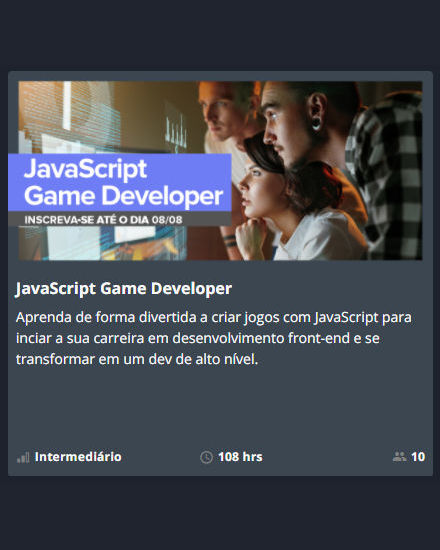 JavaScript
Game Developer
INSCREVA-SE ATÉ O DIA 08/08
JavaScript Game Developer
Aprenda de forma divertida a criar jogos com JavaScript para
inciar a sua carreira em desenvolvimento front-end e se
transformar em um dev de alto nível.
Intermediário 108 hrs 10